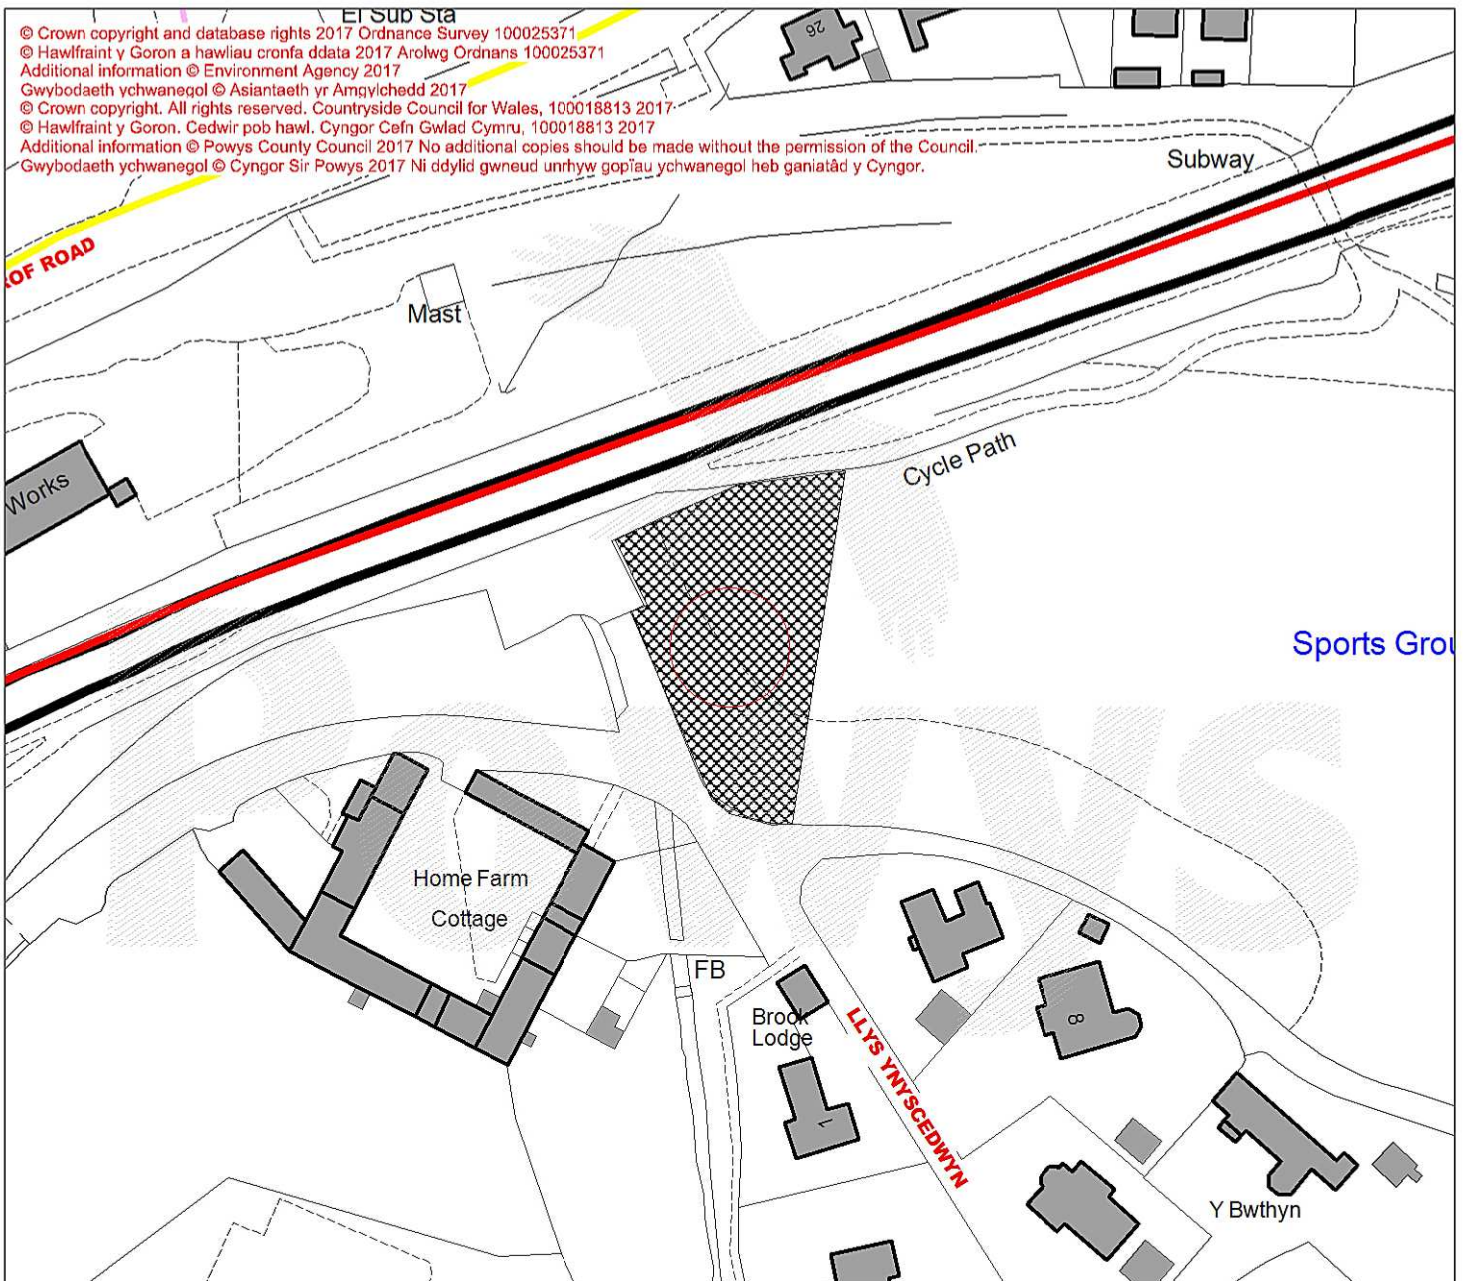 El Sub Sta
© Crown copyright and database rights 2017 Ordnance Survey 100025371
© Hawlfraint y Goron a hawliau cronfa ddata 2017 Arolwg Ordnans 100025371
Additional information © Environment Agency 2017
Gwybodaeth ychwanegol © Asiantaeth yr Amgylchedd 2017
© Crown copyright. All rights reserved. Countryside Council for Wales, 100018813 2017
© Hawlfraint y Goron. Cedwir pob hawl. Cyngor Cefn Gwlad Cymru, 100018813 2017
Additional information © Powys County Council 2017 No additional copies should be made without the permission of the Council.
Gwybodaeth ychwanegol © Cyngor Sir Powys 2017 Ni ddylid gwneud unrhyw gopïau ychwanegol heb ganiatâd y Cyngor.
26
Subway
ROF ROAD
Mast
Cycle Path
Works
Sports Grou
Powys
Home Farm
Cottage
FB
Brook
Lodge
LLYS YNYSCEDWYN
8
1
Y Bwthyn